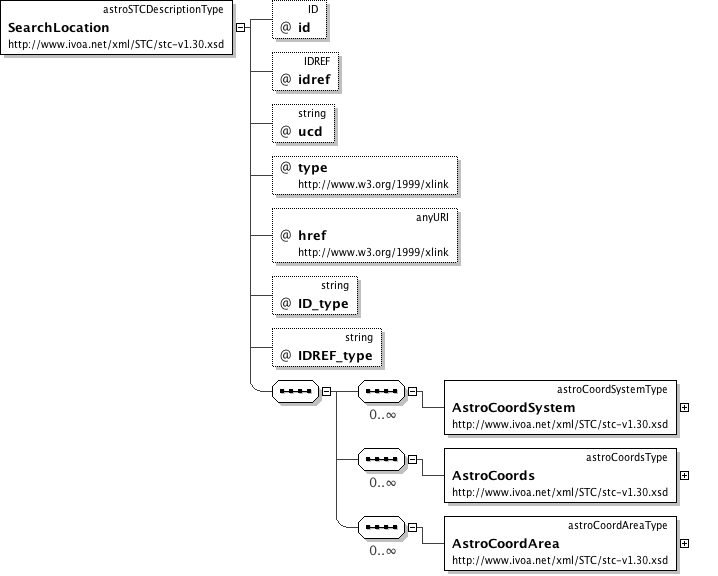 astroSTCDescriptionType
SearchLocation
http://www.ivoa.net/xml/STC/stc-v1.30.xsd
ID
@ id
IDREF
@ idref
string
@ ucd
@ type
http://www.w3.org/1999/xlink
anyURI
@ href
http://www.w3.org/1999/xlink
string
@ ID_type
string
@ IDREF_type
0..∞
astroCoordSystemType
AstroCoordSystem
http://www.ivoa.net/xml/STC/stc-v1.30.xsd
0..∞
astroCoordsType
AstroCoords
http://www.ivoa.net/xml/STC/stc-v1.30.xsd
0..∞
astroCoordAreaType
AstroCoordArea
http://www.ivoa.net/xml/STC/stc-v1.30.xsd